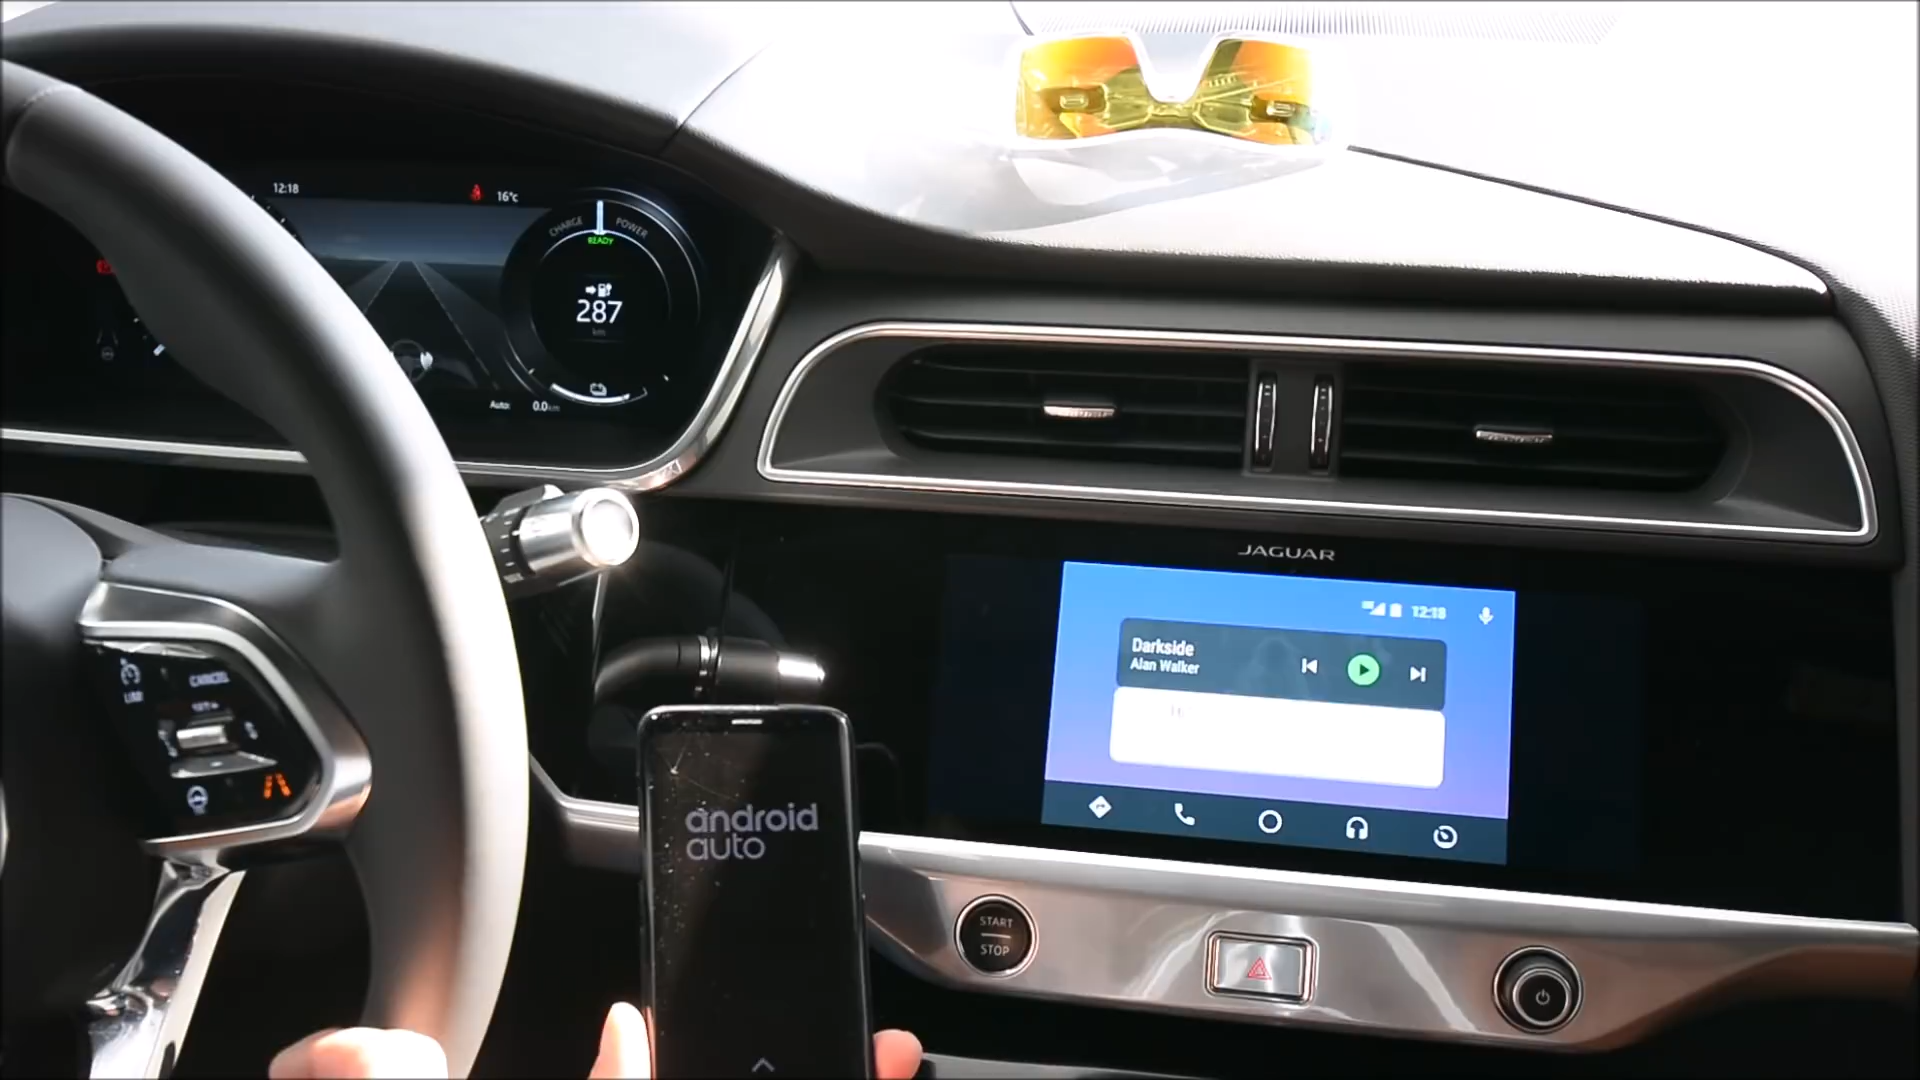 12:18
16°c
CHARGE
POWER
READY
287
km
Auto:
0.0km
JAGUAR
12:18
Darkside
Alan Walker
CANCEL
LIM
android
auto
START
STOP